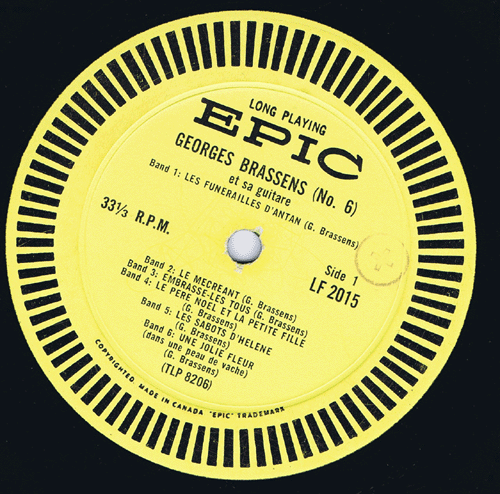 LONG PLAYING
EPIC
GEORGES BRASSENS (No. 6)
et sa guitare
Band 1: LES FUNERAILLES D'ANTAN (G. Brassens)
33⅓ R.P.M.
Side 1
LF 2015
Band 2: LE MECREANT (G. Brassens)
Band 3: EMBRASSE-LES TOUS (G. Brassens)
Band 4: LE PERE NOEL ET LA PETITE FILLE
(G. Brassens)
Band 5: LES SABOTS D'HELENE
(G. Brassens)
Band 6: UNE JOLIE FLEUR
(dans une peau de vache)
(G. Brassens)
(TLP 8206)
COPYRIGHTED. MADE IN CANADA "EPIC" TRADEMARK